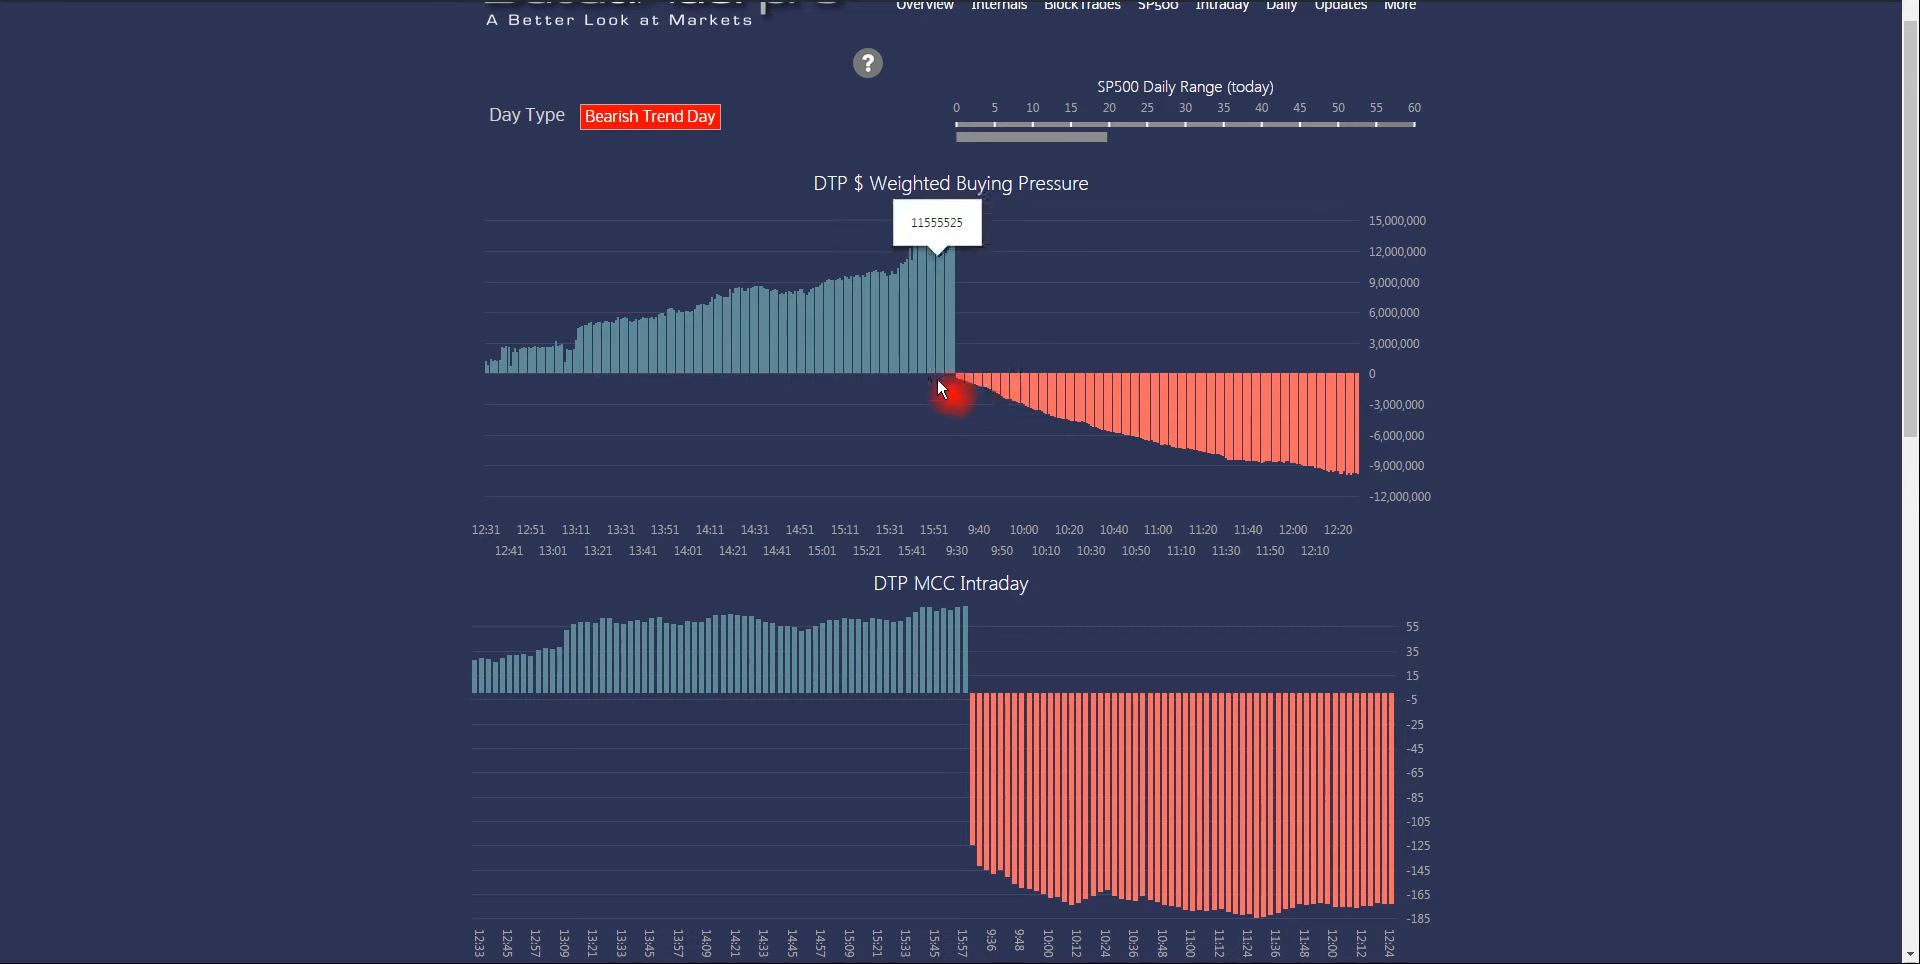 A Better Look at Markets
Overview Internals BlockTrades SP500 Intraday Daily Updates More
?
SP500 Daily Range (today)
0 5 10 15 20 25 30 35 40 45 50 55 60
Day Type Bearish Trend Day
DTP $ Weighted Buying Pressure
11555525
15,000,000
12,000,000
9,000,000
6,000,000
3,000,000
0
-3,000,000
-6,000,000
-9,000,000
-12,000,000
12:31 12:51 13:11 13:31 13:51 14:11 14:31 14:51 15:11 15:31 15:51 9:40 10:00 10:20 10:40 11:00 11:20 11:40 12:00 12:20
12:41 13:01 13:21 13:41 14:01 14:21 14:41 15:01 15:21 15:41 9:30 9:50 10:10 10:30 10:50 11:10 11:30 11:50 12:10
DTP MCC Intraday
55
35
15
-5
-25
-45
-65
-85
-105
-125
-145
-165
-185
12:33 12:45 12:57 13:09 13:21 13:33 13:45 13:57 14:09 14:21 14:33 14:45 14:57 15:09 15:21 15:33 15:45 15:57 9:36 9:48 10:00 10:12 10:24 10:36 10:48 11:00 11:11 11:24 11:36 11:48 12:00 12:12 12:24